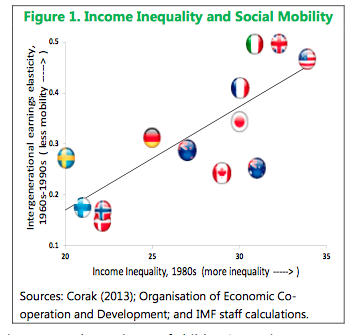 Figure 1. Income Inequality and Social Mobility
Intergenerational earnings elasticity,
1960s-1990s ( less mobility -----> )
0.5
0.4
0.3
0.2
0.1
20
25
30
35
Income Inequality, 1980s (more inequality -----> )
Sources: Corak (2013); Organisation of Economic Co-
operation and Development; and IMF staff calculations.